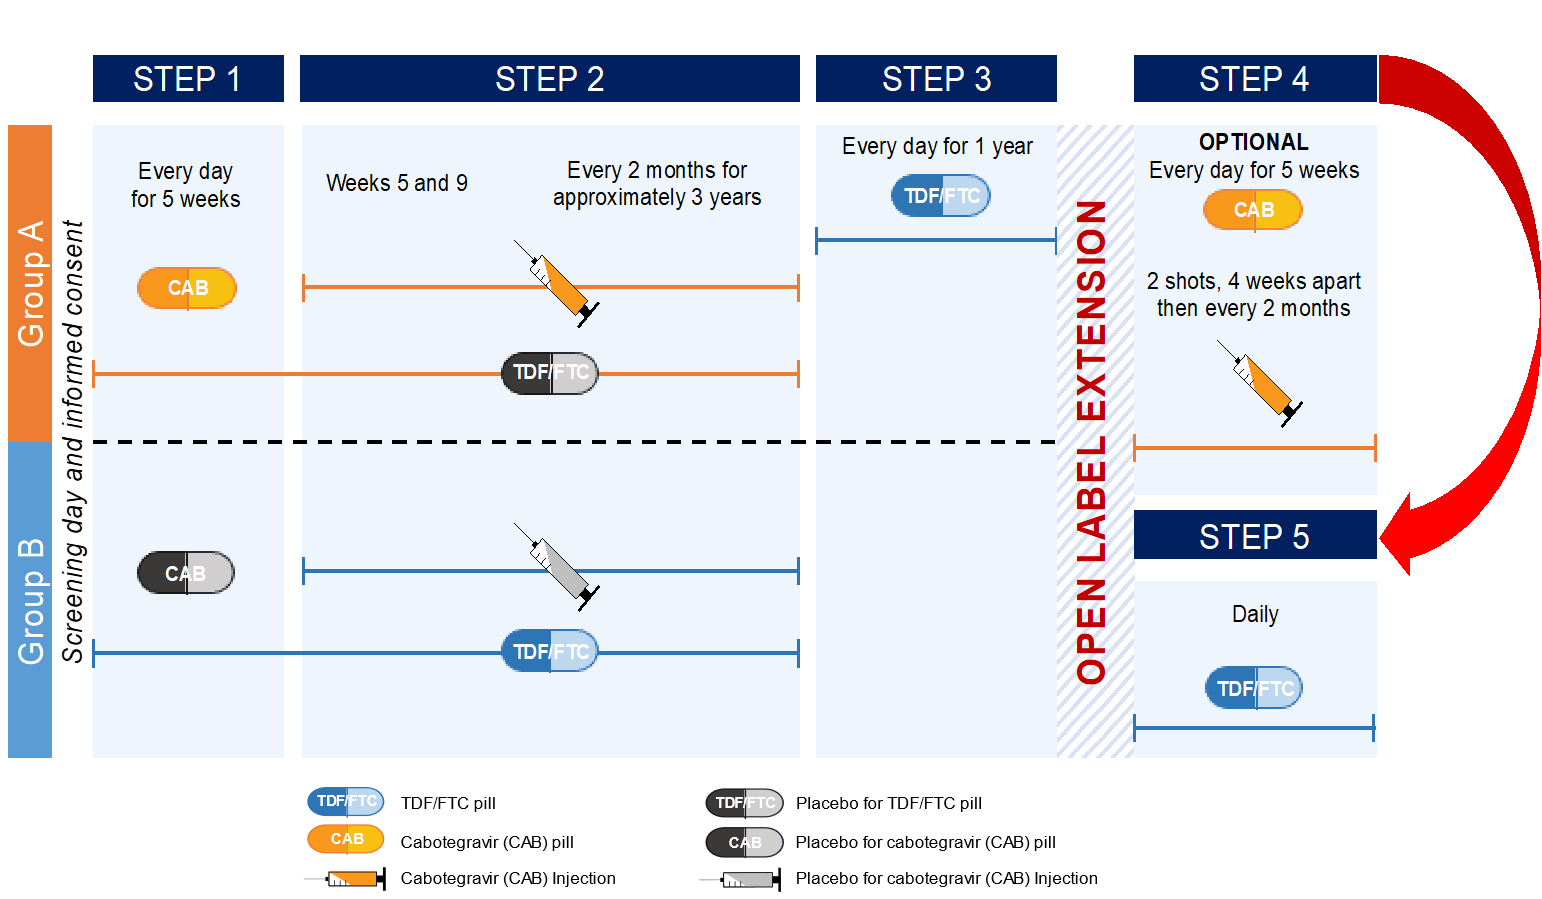 STEP 1
STEP 2
STEP 3
STEP 4
Group A
Group B
Screening day and informed consent
Every day
for 5 weeks
CAB
Weeks 5 and 9
Every 2 months for
approximately 3 years
TDF/FTC
Every day for 1 year
TDF/FTC
CAB
TDF/FTC
OPEN LABEL EXTENSION
OPTIONAL
Every day for 5 weeks
CAB
2 shots, 4 weeks apart
then every 2 months
STEP 5
Daily
TDF/FTC
TDF/FTC TDF/FTC pill
CAB Cabotegravir (CAB) pill
Cabotegravir (CAB) Injection
TDF/FTC Placebo for TDF/FTC pill
CAB Placebo for cabotegravir (CAB) pill
Placebo for cabotegravir (CAB) Injection